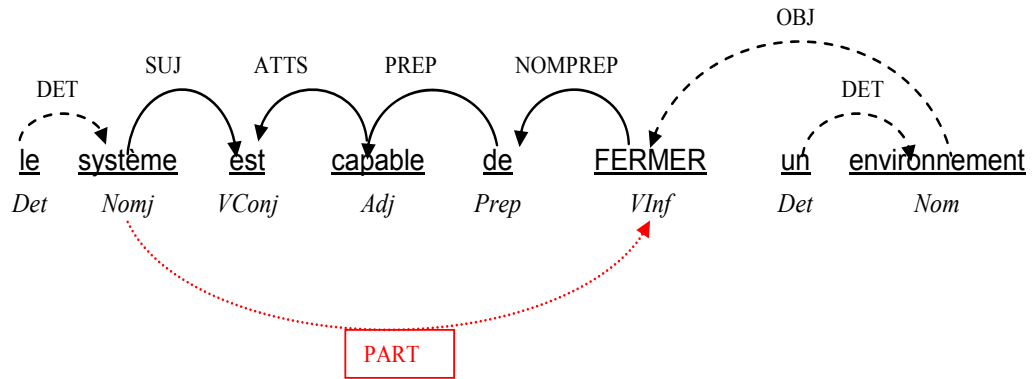 OBJ
SUJ ATTS PREP NOMPREP
DET DET
le système est capable de FERMER un environnement
Det Nomj VConj Adj Prep VInf Det Nom
PART